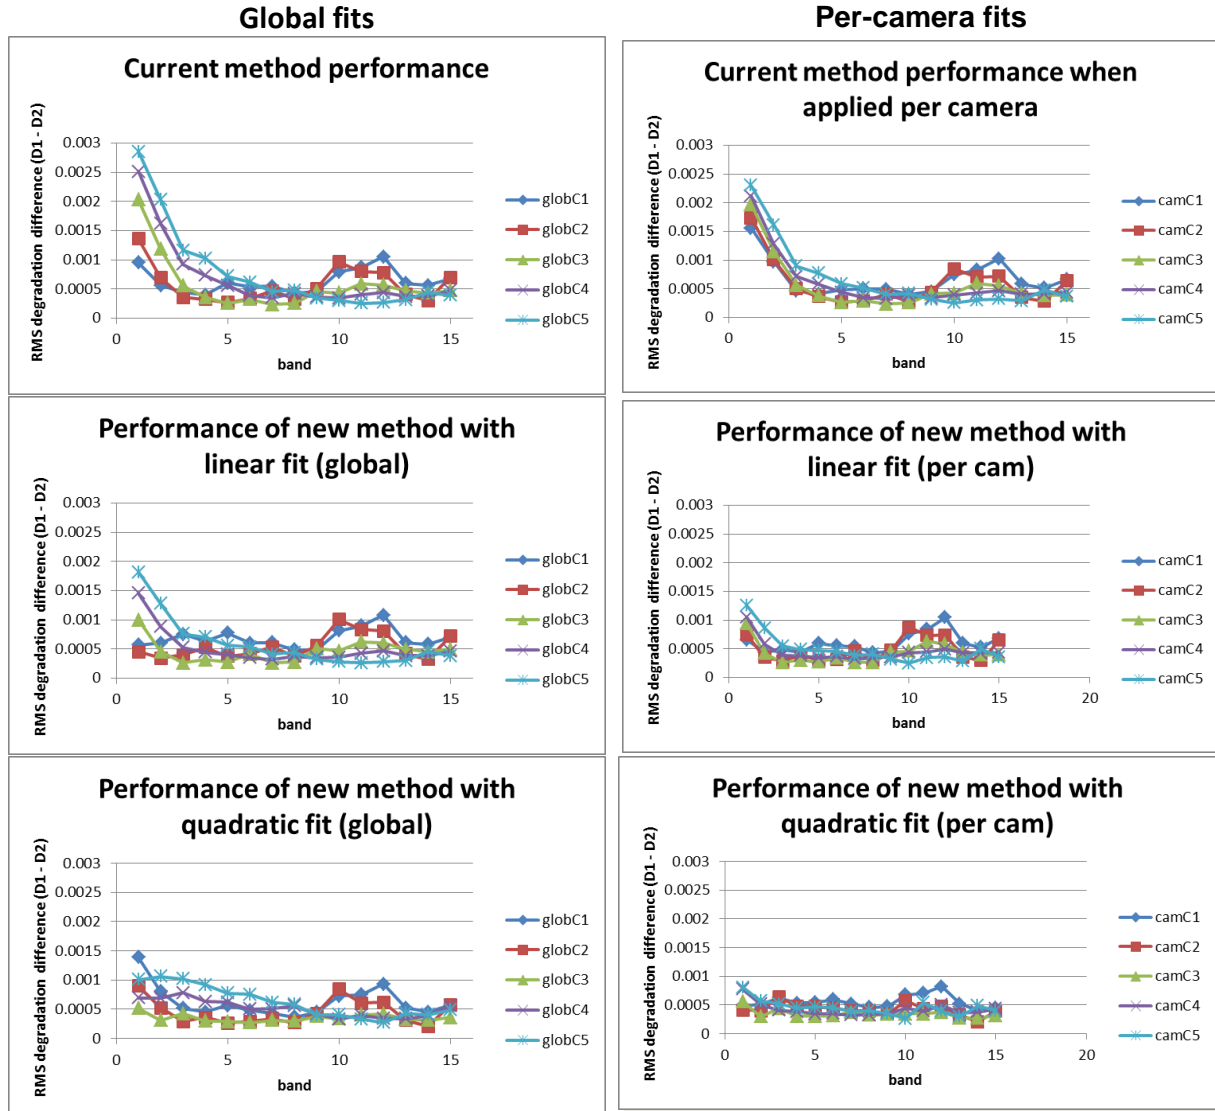 Global fits
Per-camera fits
Current method performance
RMS degradation difference (D1 - D2)
0.003
0.0025
0.002
0.0015
0.001
0.0005
0
0
5
10
15
band
globC1
globC2
globC3
globC4
globC5
Current method performance when
applied per camera
RMS degradation difference (D1 - D2)
0.003
0.0025
0.002
0.0015
0.001
0.0005
0
0
5
10
15
band
camC1
camC2
camC3
camC4
camC5
Performance of new method with
linear fit (global)
RMS degradation difference (D1 - D2)
0.003
0.0025
0.002
0.0015
0.001
0.0005
0
0
5
10
15
band
globC1
globC2
globC3
globC4
globC5
Performance of new method with
linear fit (per cam)
RMS degradation difference (D1 - D2)
0.003
0.0025
0.002
0.0015
0.001
0.0005
0
0
5
10
15
20
band
camC1
camC2
camC3
camC4
camC5
Performance of new method with
quadratic fit (global)
RMS degradation difference (D1 - D2)
0.003
0.0025
0.002
0.0015
0.001
0.0005
0
0
5
10
15
band
globC1
globC2
globC3
globC4
globC5
Performance of new method with
quadratic fit (per cam)
RMS degradation difference (D1 - D2)
0.003
0.0025
0.002
0.0015
0.001
0.0005
0
0
5
10
15
20
band
camC1
camC2
camC3
camC4
camC5